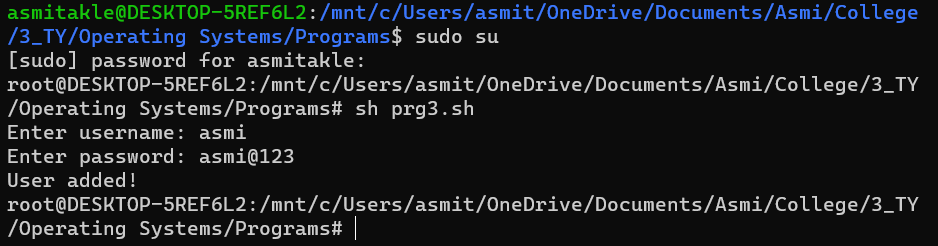 asmitakle@DESKTOP-5REF6L2:/mnt/c/Users/asmit/OneDrive/Documents/Asmi/College
/3_TY/Operating Systems/Programs$ sudo su
[sudo] password for asmitakle:
root@DESKTOP-5REF6L2:/mnt/c/Users/asmit/OneDrive/Documents/Asmi/College/3_TY
/Operating Systems/Programs# sh prg3.sh
Enter username: asmi
Enter password: asmi@123
User added!
root@DESKTOP-5REF6L2:/mnt/c/Users/asmit/OneDrive/Documents/Asmi/College/3_TY
/Operating Systems/Programs#